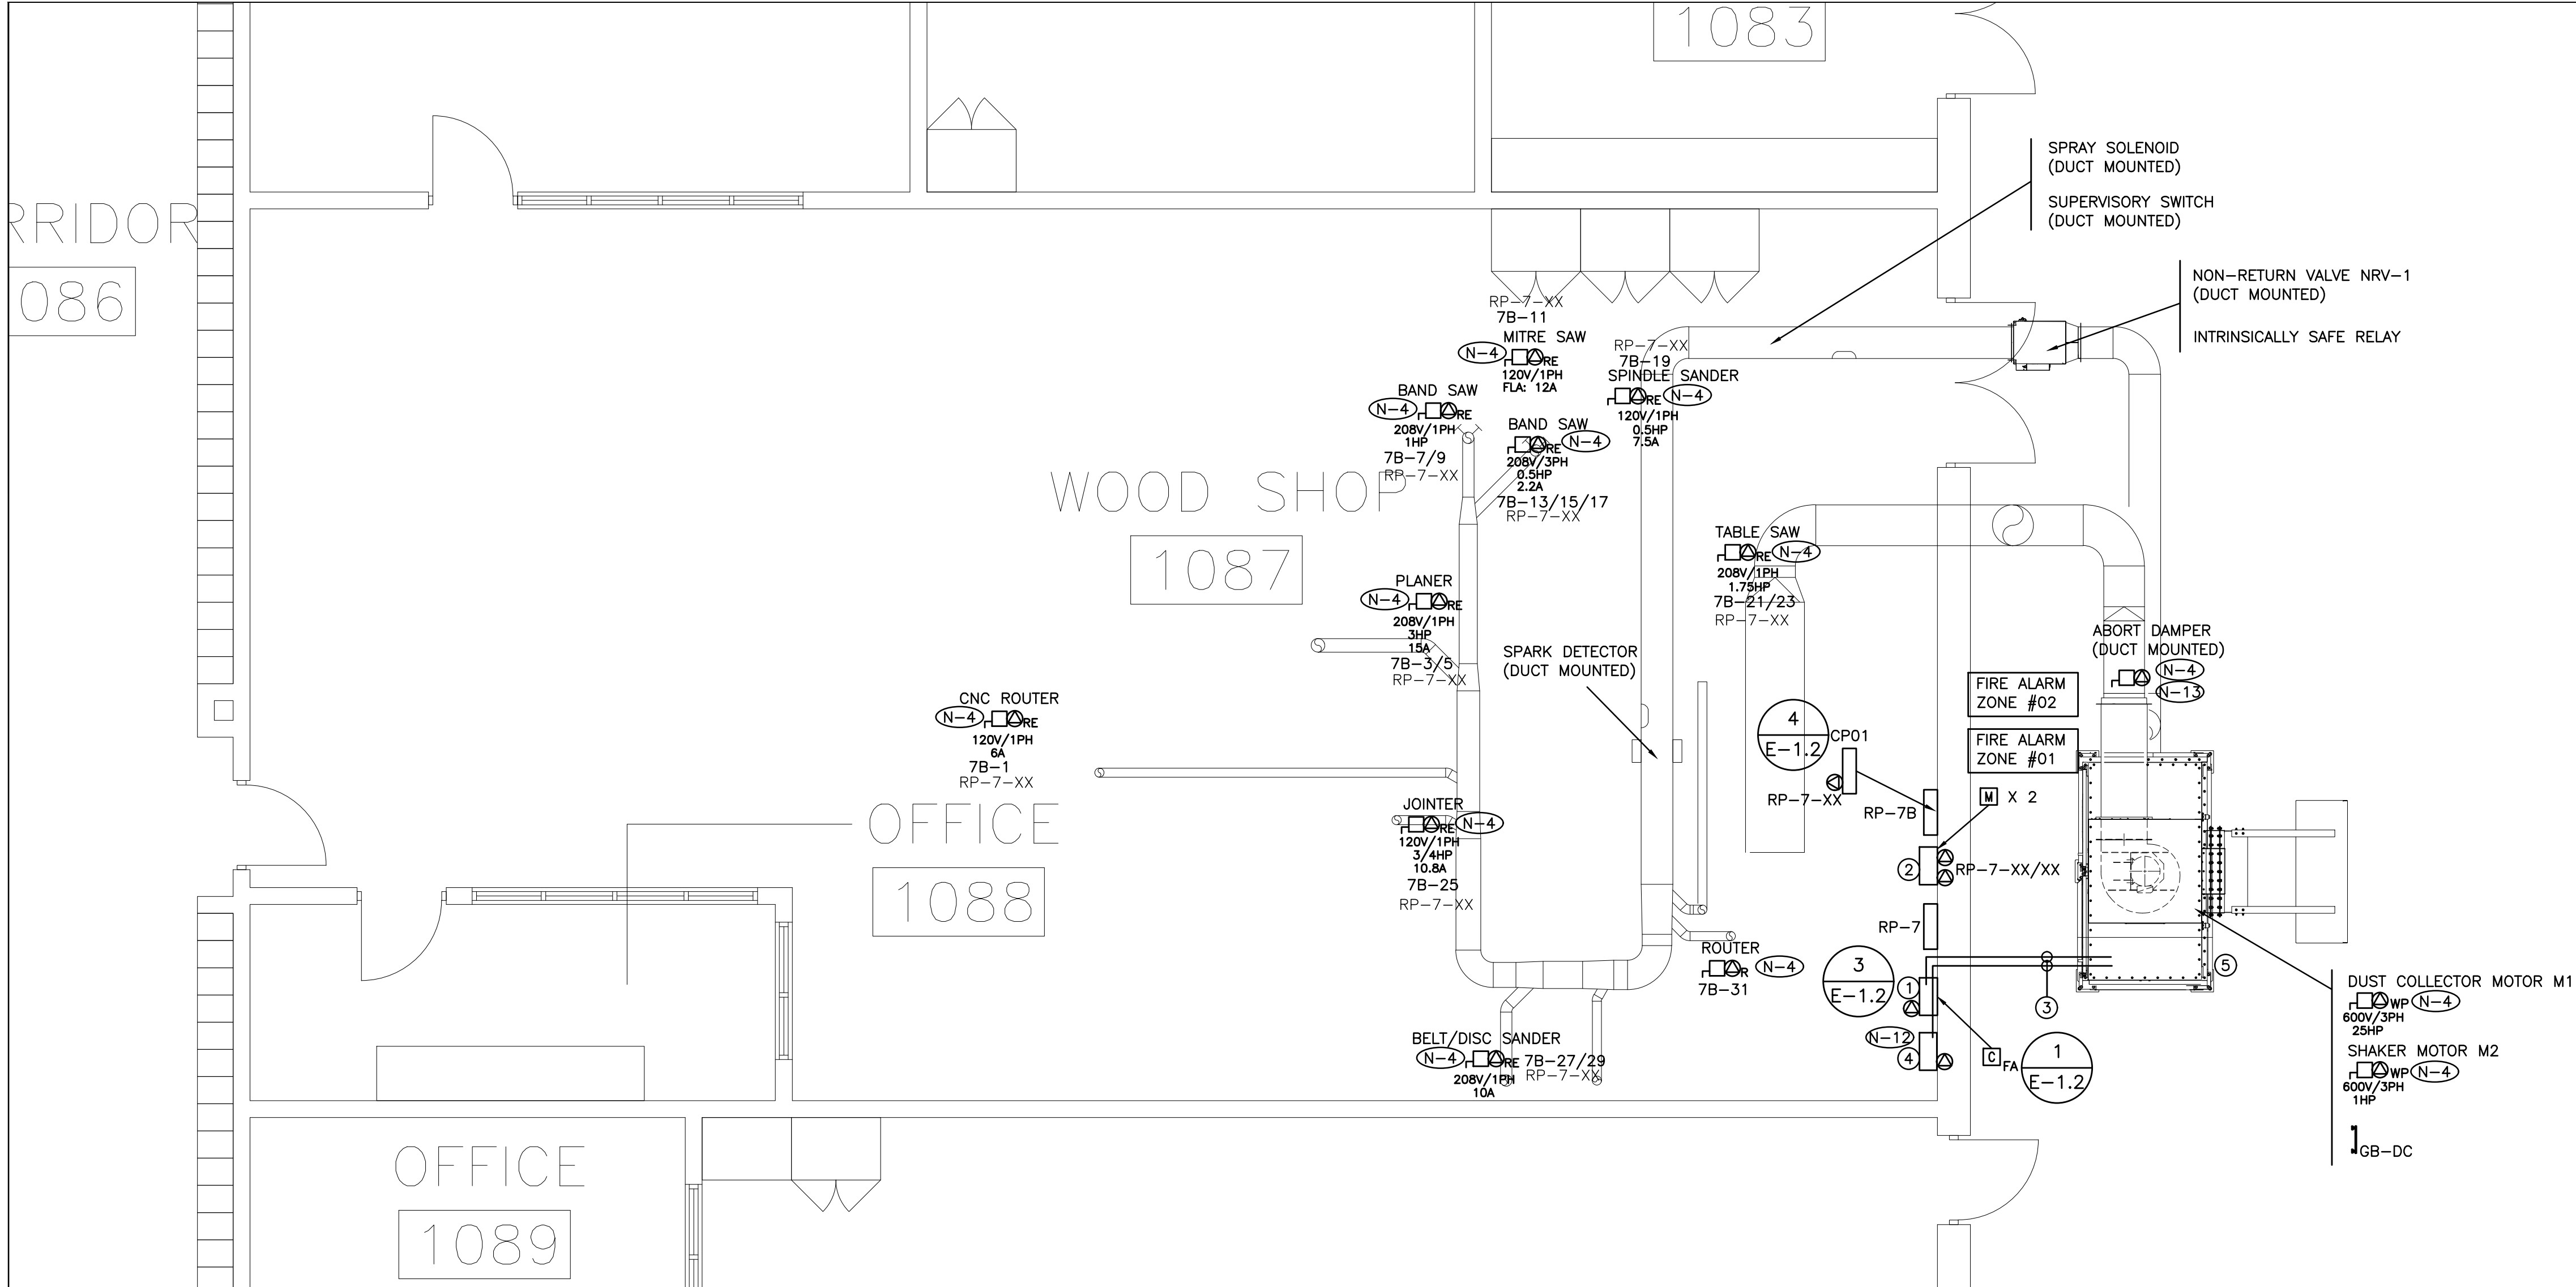 1083
RRIDOR
086
SPRAY SOLENOID
(DUCT MOUNTED)
SUPERVISORY SWITCH
(DUCT MOUNTED)
NON-RETURN VALVE NRV-1
(DUCT MOUNTED)
INTRINSICALLY SAFE RELAY
RP-7-XX
7B-11
MITRE SAW
N-4
RE
120V/1PH
FLA: 12A
RP-7-XX
7B-19
SPINDLE SANDER
RE
N-4
120V/1PH
0.5HP
7.5A
BAND SAW
N-4
RE
208V/1PH
1HP
7B-7/9
RP-7-XX
BAND SAW
RE
N-4
208V/3PH
0.5HP
2.2A
7B-13/15/17
RP-7-XX
WOOD SHOP
1087
TABLE SAW
RE
N-4
208V/1PH
1.75HP
7B-21/23
RP-7-XX
PLANER
N-4
RE
208V/1PH
3HP
15A
7B-3/5
RP-7-XX
SPARK DETECTOR
(DUCT MOUNTED)
ABORT DAMPER
(DUCT MOUNTED)
N-4
N-13
FIRE ALARM
ZONE #02
FIRE ALARM
ZONE #01
CNC ROUTER
N-4
RE
120V/1PH
6A
7B-1
RP-7-XX
4
E-1.2
CP01
RP-7-XX
RP-7B
M X 2
OFFICE
1088
JOINTER
RE
N-4
120V/1PH
3/4HP
10.8A
7B-25
RP-7-XX
2
RP-7-XX/XX
RP-7
ROUTER
R
N-4
7B-31
3
E-1.2
1
3
5
N-12
4
C
FA
1
E-1.2
DUST COLLECTOR MOTOR M1
WP
N-4
600V/3PH
25HP
SHAKER MOTOR M2
WP
N-4
600V/3PH
1HP
GB-DC
BELT/DISC SANDER
N-4
RE
7B-27/29
RP-7-XX
208V/1PH
10A
OFFICE
1089